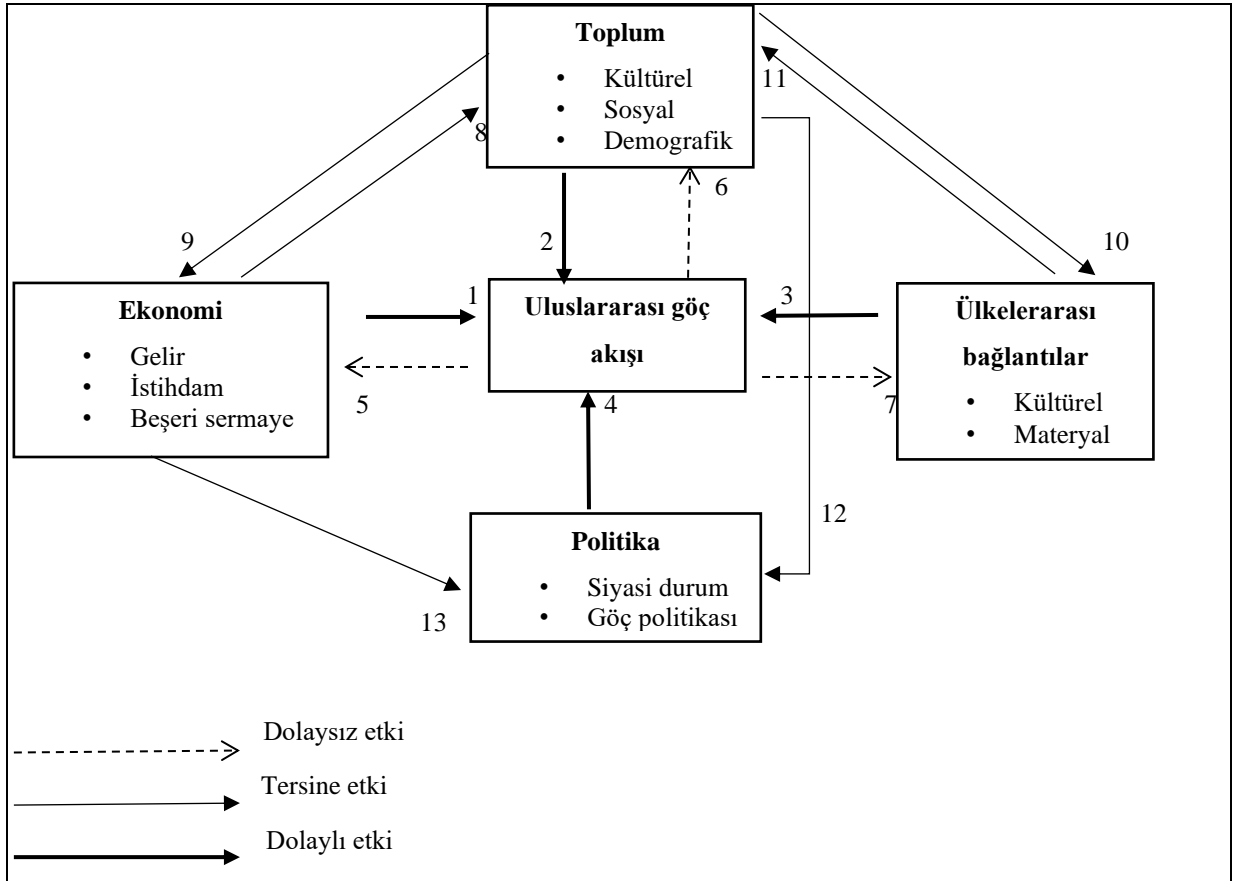 Toplum
• Kültürel
• Sosyal
• Demografik
11
8
6
9
2
10
Ekonomi
• Gelir
• İstihdam
• Beşeri sermaye
1
Uluslararası göç
akışı
3
Ülkelerarası
bağlantılar
• Kültürel
• Materyal
5
4
7
12
Politika
• Siyasi durum
• Göç politikası
13
Dolaysız etki
Tersine etki
Dolaylı etki